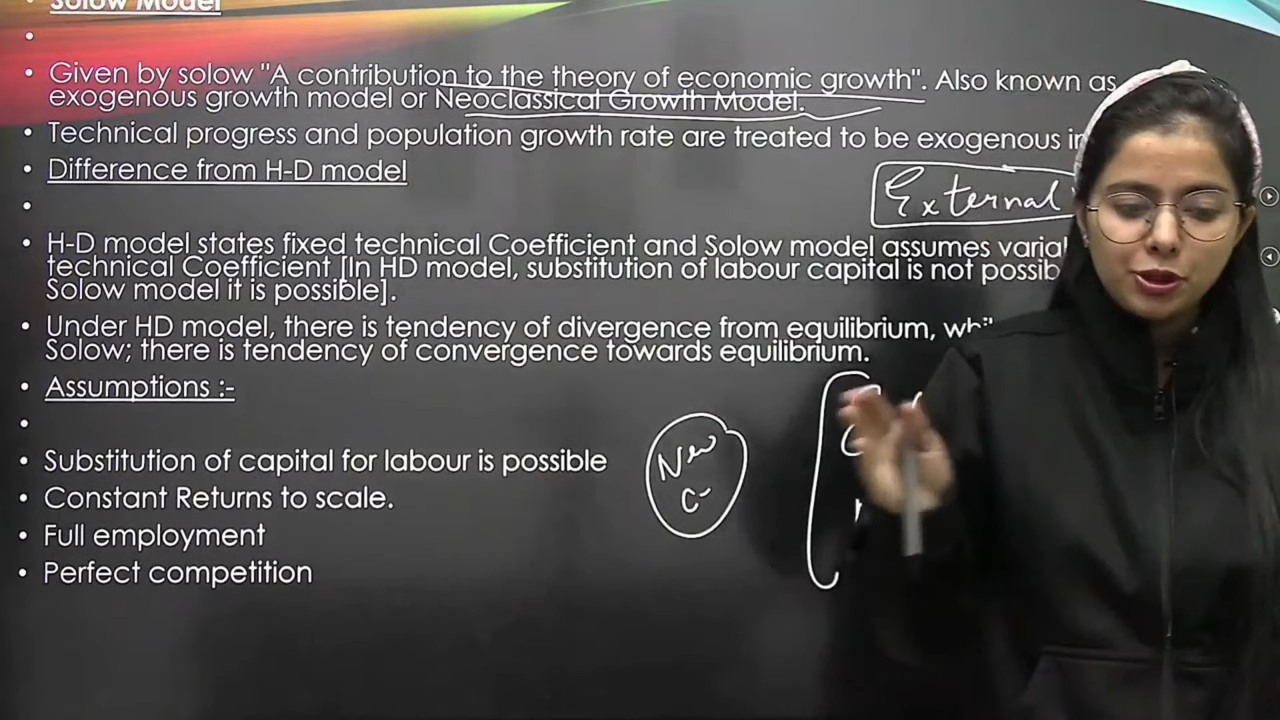 Solow Model
Given by solow "A contribution to the theory of economic growth". Also known as
exogenous growth model or Neoclassical Growth Model.
Technical progress and population growth rate are treated to be exogenous in
Difference from H-D model
External
H-D model states fixed technical Coefficient and Solow model assumes
technical Coefficient [In HD model, substitution of labour capital is not
Solow model it is possible].
Under HD model, there is tendency of divergence from equilibrium,
Solow; there is tendency of convergence towards equilibrium.
Assumptions :-
New
C-
Substitution of capital for labour is possible
Constant Returns to scale.
Full employment
Perfect competition